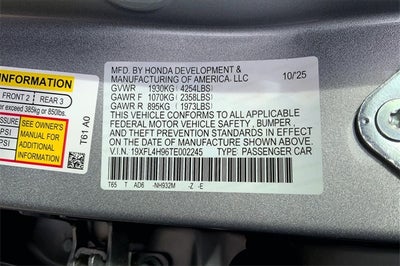 INFORMATION
FRONT 2 REAR 3
exceed 385kg or 850lbs.
PSI
PSI
SEE OWNER'S
MANUAL FOR
ADDITIONAL
INFORMATION
T61 A0
MFD. BY HONDA DEVELOPMENT &
MANUFACTURING OF AMERICA. LLC 10/'25
GVWR 1930KG (4254LBS)
GAWR F 1070KG (2358LBS)
GAWR R 895KG (1973LBS)
THIS VEHICLE CONFORMS TO ALL APPLICABLE
FEDERAL MOTOR VEHICLE SAFETY, BUMPER,
AND THEFT PREVENTION STANDARDS IN EFFECT
ON THE DATE OF MANUFACTURE SHOWN ABOVE.
V.I.N. 19XFL4H96TE002245 TYPE PASSENGER CAR
T65 T AD6 -NH932M -Z -E